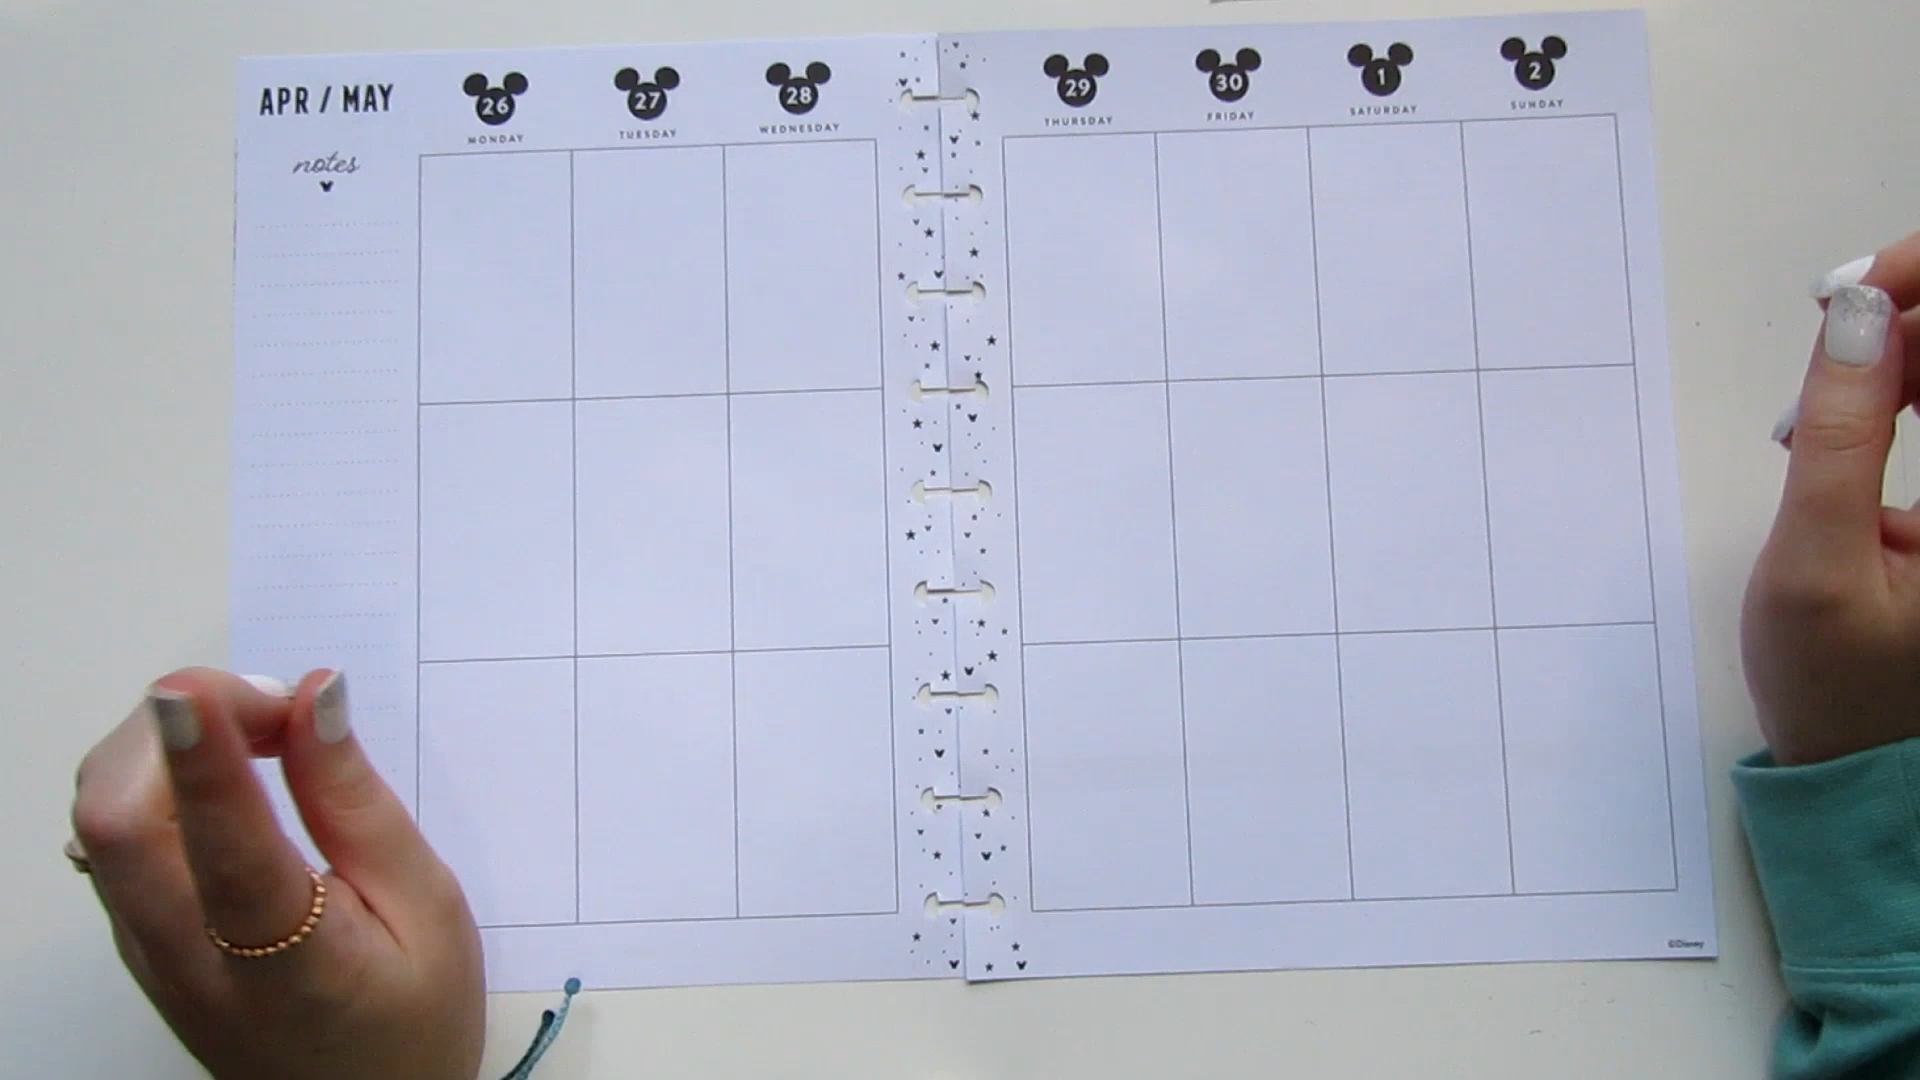 APR / MAY
notes
26
MONDAY
27
TUESDAY
28
WEDNESDAY
29
THURSDAY
30
FRIDAY
1
SATURDAY
2
SUNDAY
©Disney